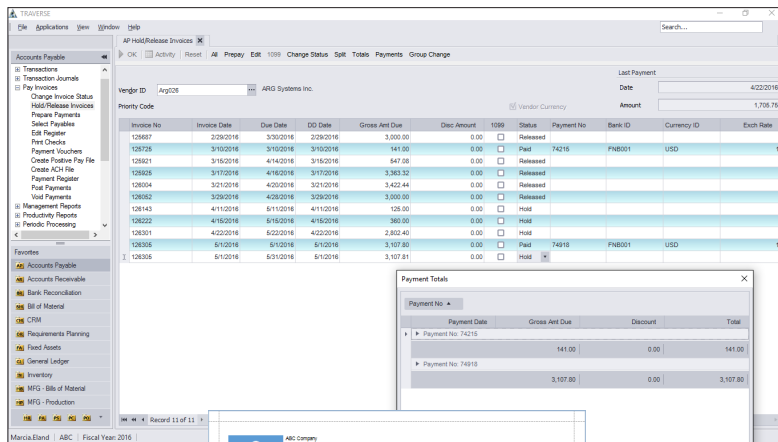 TRAVERSE
File Applications View Window Help Search...
AP Hold/Release Invoices
Accounts Payable
OK Activity Reset All Prepay Edit 1099 Change Status Split Totals Payments Group Change
Transactions
Transaction Journals
Pay Invoices
Change Invoice Status
Hold/Release Invoices
Prepare Payments
Select Payables
Edit Register
Print Checks
Payment Vouchers
Create Positive Pay File
Create ACH File
Payment Register
Post Payments
Void Payments
Management Reports
Productivity Reports
Periodic Processing
Favorites
Accounts Payable
Accounts Receivable
Bank Reconciliation
Bill of Material
CRM
Requirements Planning
Fixed Assets
General Ledger
Inventory
MFG - Bills of Material
MFG - Production
Last Payment
Vendor ID Arg026 ... ARG Systems Inc. Date 4/22/2016
Priority Code Vendor Currency Amount 1,706.75
Invoice No Invoice Date Due Date DD Date Gross Amt Due Disc Amount 1099 Status Payment No Bank ID Currency ID Exch Rate
125687 2/29/2016 3/30/2016 2/29/2016 3,000.00 0.00 Released
125725 3/10/2016 3/10/2016 3/10/2016 141.00 0.00 Paid 74215 FNB001 USD 1
125921 3/15/2016 4/14/2016 3/15/2016 547.08 0.00 Released
125925 3/17/2016 4/16/2016 3/17/2016 3,363.32 0.00 Released
126004 3/21/2016 4/20/2016 3/21/2016 3,422.44 0.00 Released
126052 3/29/2016 4/28/2016 3/29/2016 3,000.00 0.00 Released
126143 4/11/2016 5/11/2016 4/11/2016 125.00 0.00 Hold
126222 4/15/2016 5/15/2016 4/15/2016 360.00 0.00 Hold
126301 4/22/2016 5/22/2016 4/22/2016 2,802.40 0.00 Hold
126305 5/1/2016 5/1/2016 5/1/2016 3,107.80 0.00 Paid 74918 FNB001 USD 1
126305 5/1/2016 5/31/2016 5/1/2016 3,107.81 0.00 Hold
Payment Totals
Payment No
Payment Date Gross Amt Due Discount Total
Payment No: 74215
141.00 0.00 141.00
Payment No: 74918
3,107.80 0.00 3,107.80
Record 11 of 11
ABC Company
Marcia.Eland ABC Fiscal Year: 2016